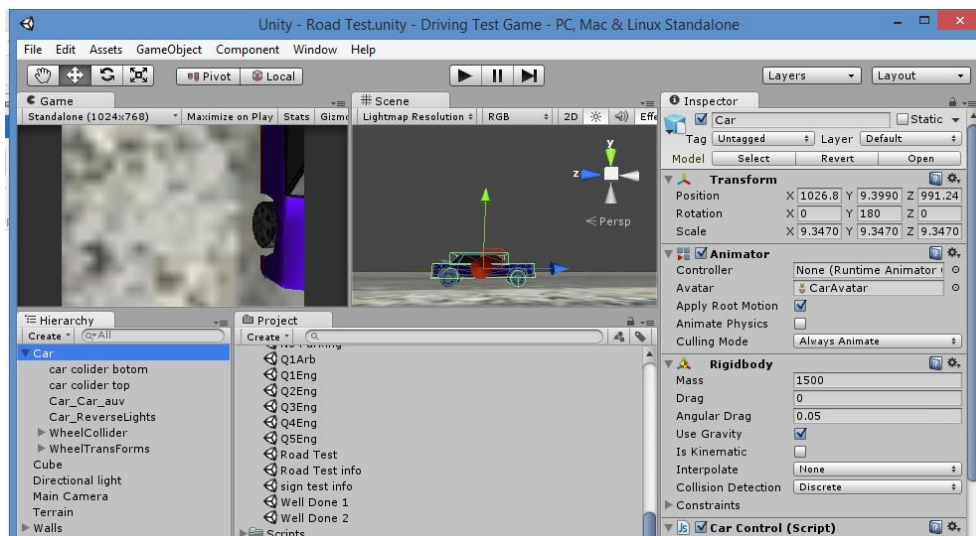 Unity - Road Test.unity - Driving Test Game - PC, Mac & Linux Standalone
File Edit Assets GameObject Component Window Help
Pivot Local Layers Layout
Game
Standalone (1024x768) Maximize on Play Stats Gizmo
Scene
Lightmap Resolution RGB 2D Effe
y
z
Persp
Hierarchy
Create All
Car
car colider botom
car colider top
Car_Car_auv
Car_ReverseLights
WheelCollider
WheelTransForms
Cube
Directional light
Main Camera
Terrain
Walls
Project
Create
Q1Arb
Q1Eng
Q2Eng
Q3Eng
Q4Eng
Q5Eng
Road Test
Road Test info
sign test info
Well Done 1
Well Done 2
Scripts
Inspector
Car Static
Tag Untagged Layer Default
Model Select Revert Open
Transform
Position X 1026.8 Y 9.3990 Z 991.24
Rotation X 0 Y 180 Z 0
Scale X 9.3470 Y 9.3470 Z 9.3470
Animator
Controller None (Runtime Animator
Avatar CarAvatar
Apply Root Motion
Animate Physics
Culling Mode Always Animate
Rigidbody
Mass 1500
Drag 0
Angular Drag 0.05
Use Gravity
Is Kinematic
Interpolate None
Collision Detection Discrete
Constraints
Js Car Control (Script)